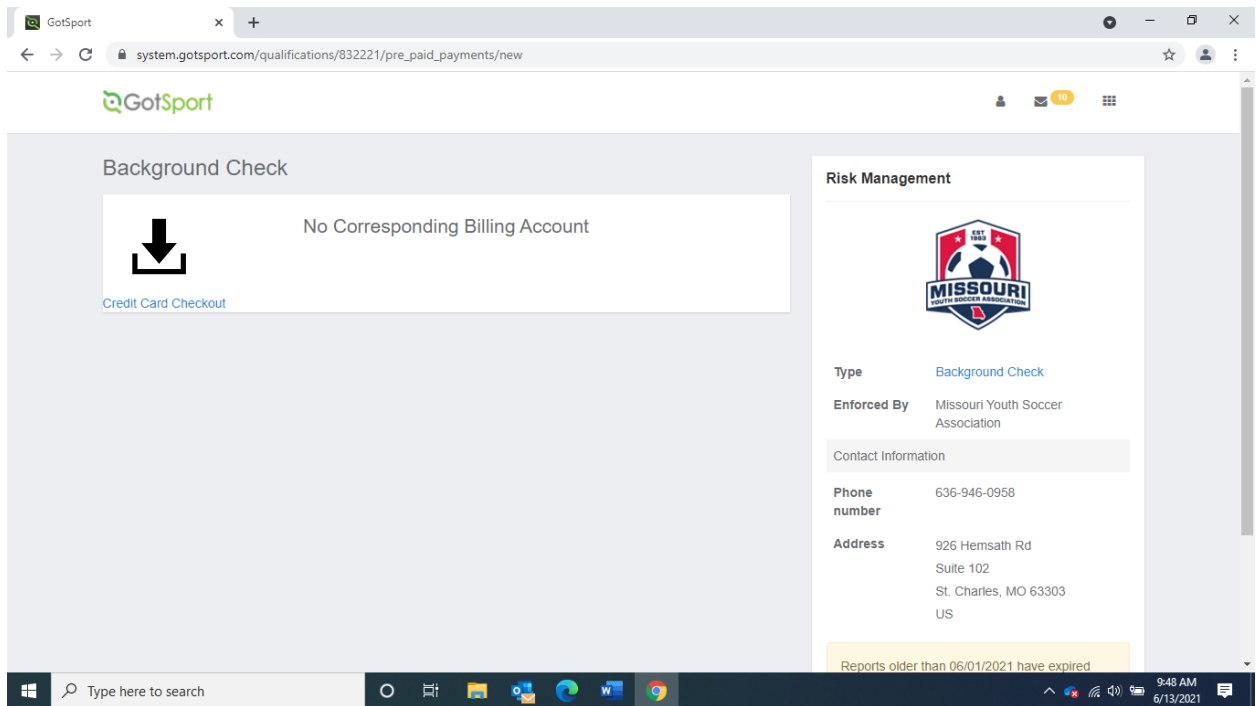 GotSport
system.gotsport.com/qualifications/832221/pre_paid_payments/new
GotSport
10
Background Check
No Corresponding Billing Account
Credit Card Checkout
Risk Management
EST
1983
MISSOURI
YOUTH SOCCER ASSOCIATION
Type Background Check
Enforced By Missouri Youth Soccer
Association
Contact Information
Phone 636-946-0958
number
Address 926 Hemsath Rd
Suite 102
St. Charles, MO 63303
US
Reports older than 06/01/2021 have expired
Type here to search
9:48 AM
6/13/2021